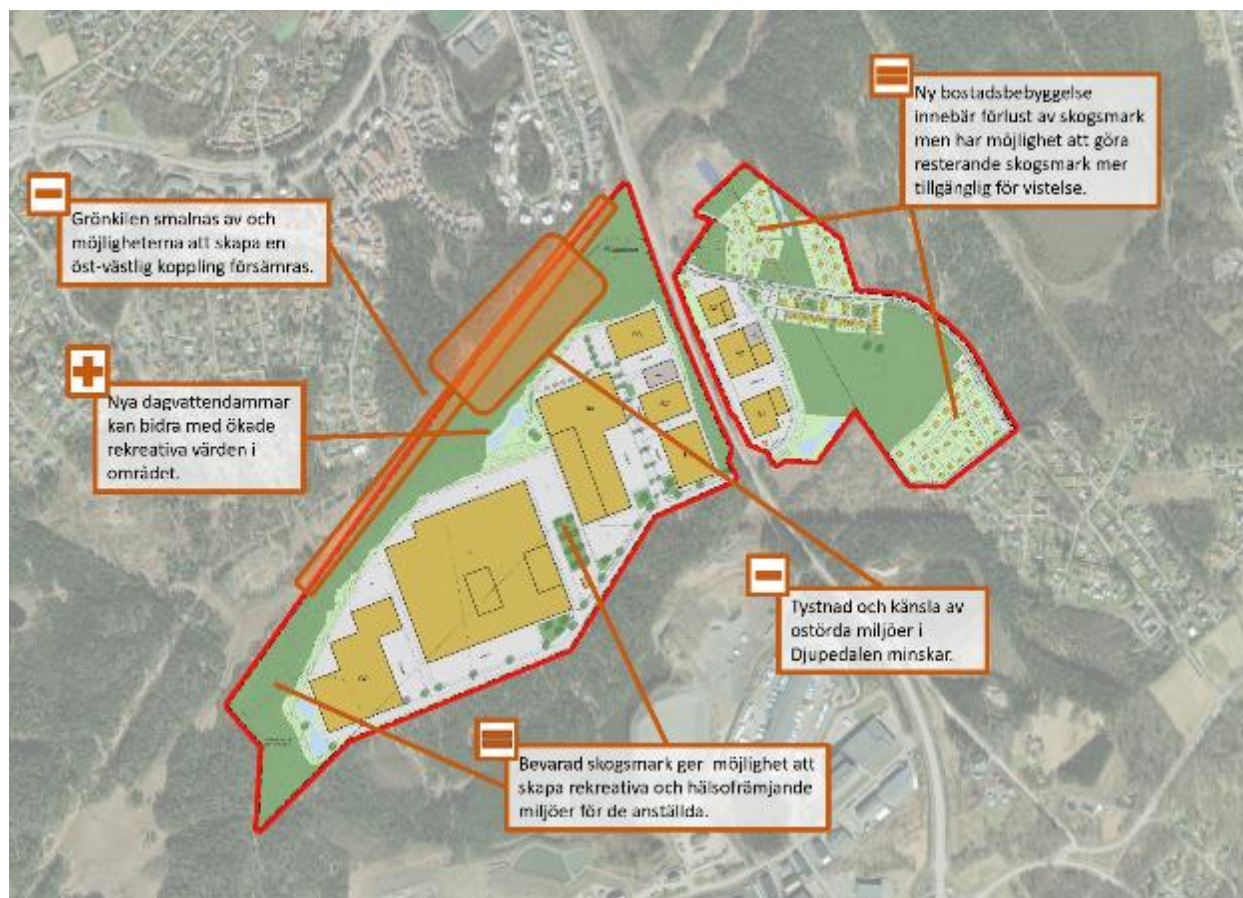 Ny bostadsbebyggelse
innebär förlust av skogsmark
men har möjlighet att göra
resterande skogsmark mer
tillgänglig för vistelse.
Grönkilen smalnas av och
möjligheterna att skapa en
öst-västlig koppling försämras.
Nya dagvattendammar
kan bidra med ökade
rekreativa värden i
området.
Tystnad och känsla av
ostörda miljöer i
Djupedalen minskar.
Bevarad skogsmark ger möjlighet att
skapa rekreativa och hälsofrämjande
miljöer för de anställda.